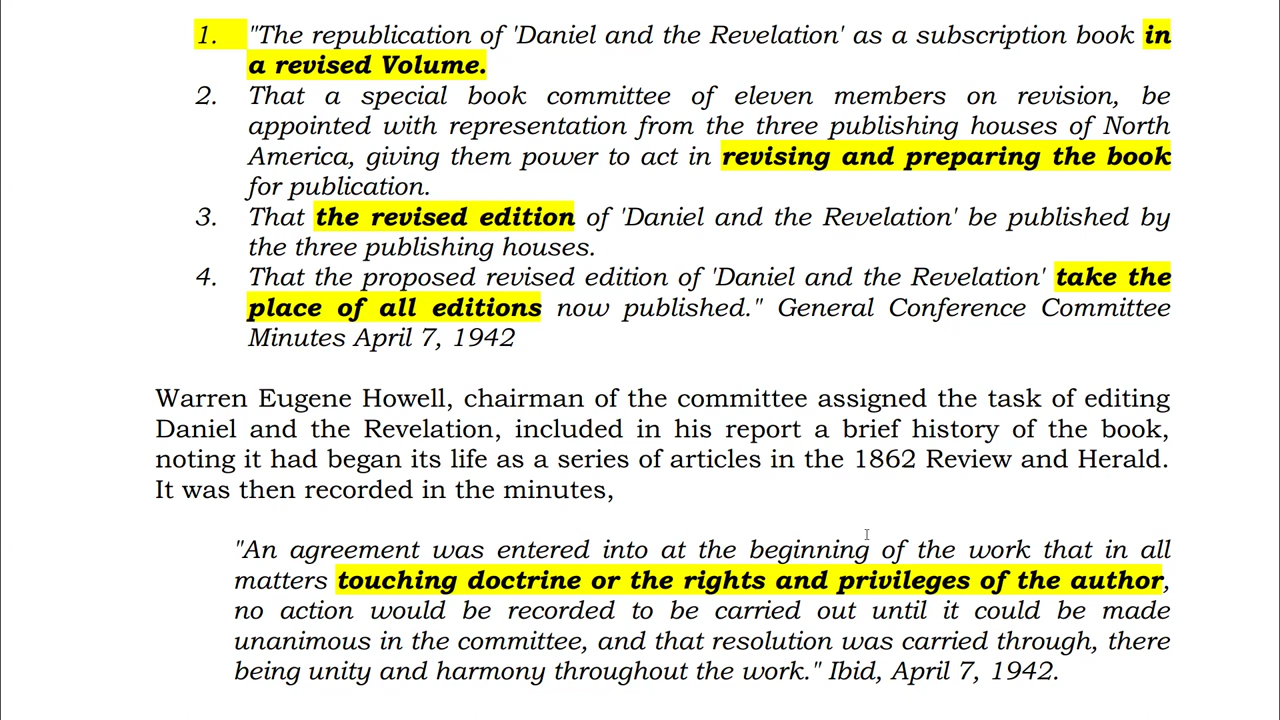 1. "The republication of 'Daniel and the Revelation' as a subscription book in
a revised Volume.
2. That a special book committee of eleven members on revision, be
appointed with representation from the three publishing houses of North
America, giving them power to act in revising and preparing the book
for publication.
3. That the revised edition of 'Daniel and the Revelation' be published by
the three publishing houses.
4. That the proposed revised edition of 'Daniel and the Revelation' take the
place of all editions now published." General Conference Committee
Minutes April 7, 1942
Warren Eugene Howell, chairman of the committee assigned the task of editing
Daniel and the Revelation, included in his report a brief history of the book,
noting it had began its life as a series of articles in the 1862 Review and Herald.
It was then recorded in the minutes,
"An agreement was entered into at the beginning of the work that in all
matters touching doctrine or the rights and privileges of the author,
no action would be recorded to be carried out until it could be made
unanimous in the committee, and that resolution was carried through, there
being unity and harmony throughout the work." Ibid, April 7, 1942.